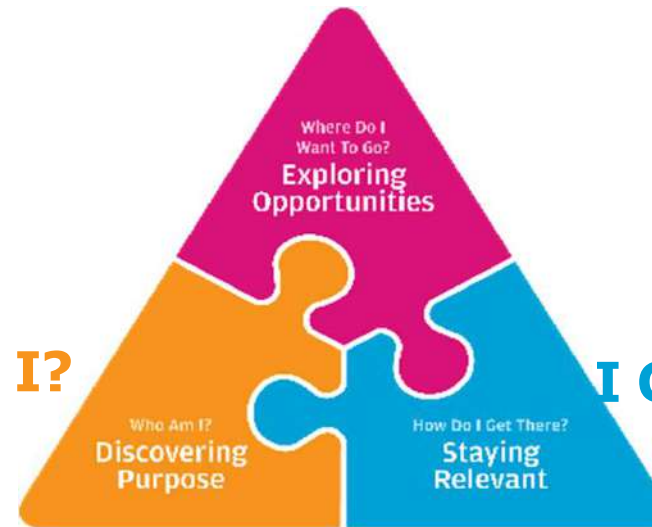 Where Do I
Want To Go?
Exploring
Opportunities
I?
Who Am I?
Discovering
Purpose
I
How Do I Get There?
Staying
Relevant